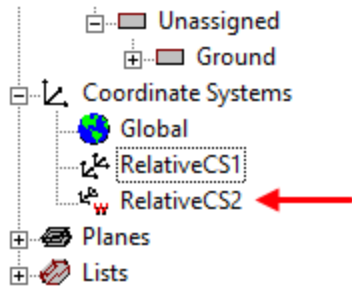 Unassigned
Ground
Coordinate Systems
Global
RelativeCS1
RelativeCS2
Planes
Lists